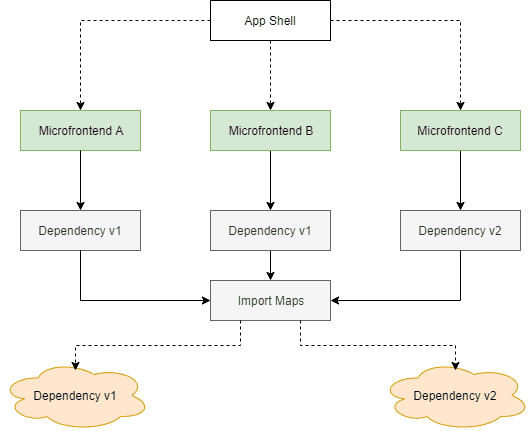 App Shell
Microfrontend A
Microfrontend B
Microfrontend C
Dependency v1
Dependency v1
Dependency v2
Import Maps
Dependency v1
Dependency v2